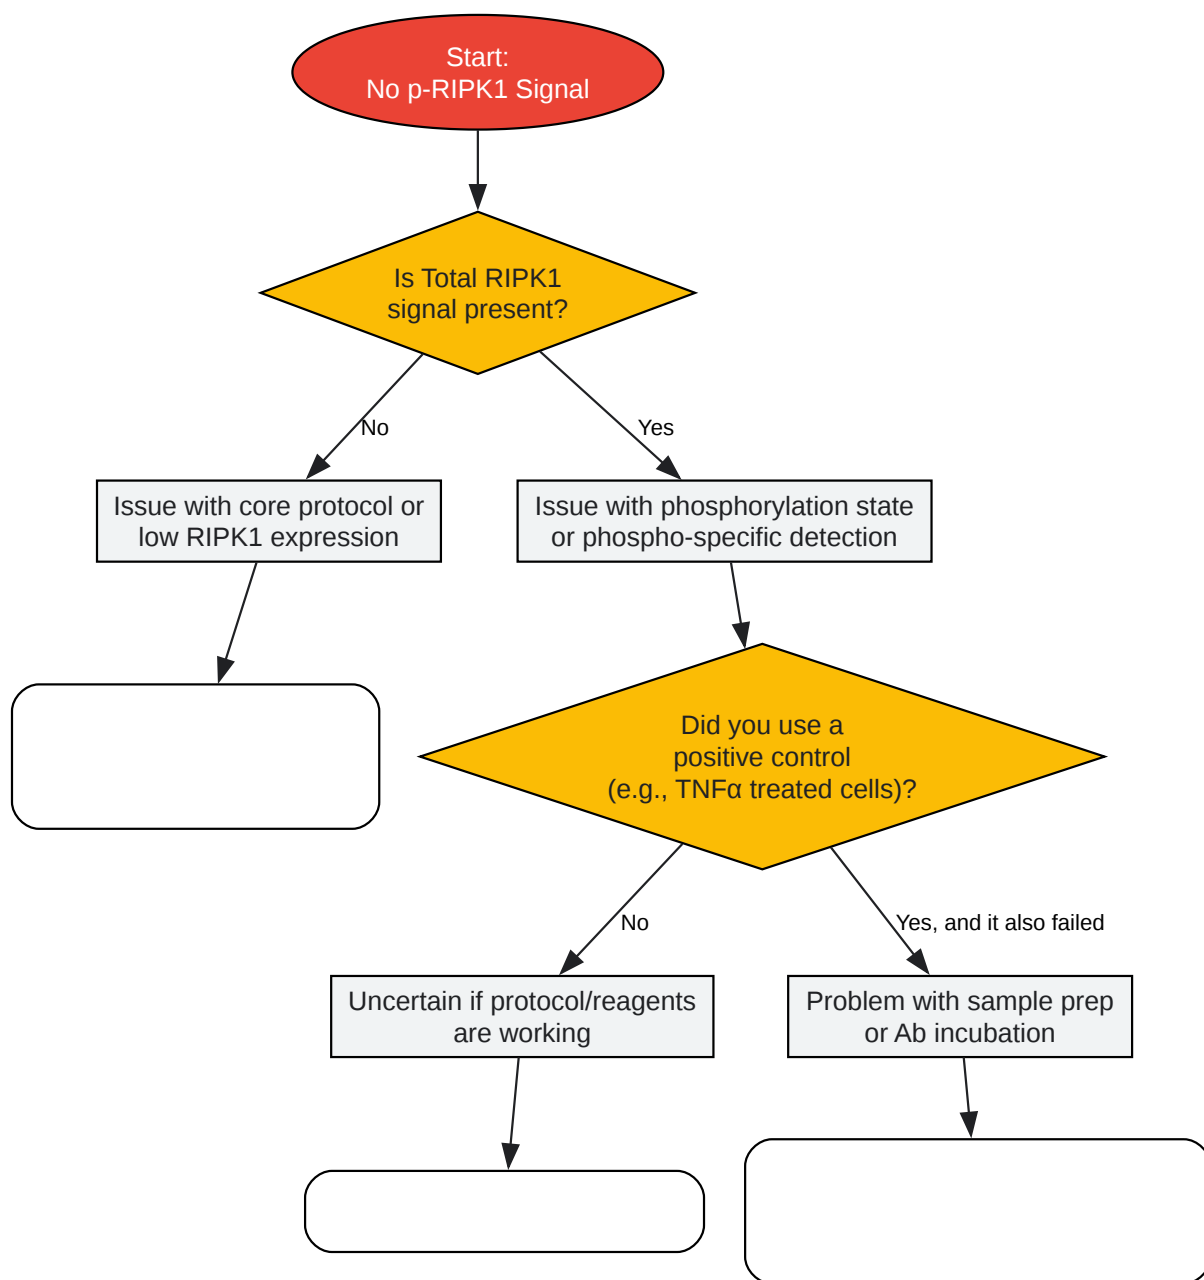 Start:
No p-RIPK1 Signal
Is Total RIPK1
signal present?
No
Yes
Issue with core protocol or
low RIPK1 expression
Issue with phosphorylation state
or phospho-specific detection
Did you use a
positive control
(e.g., TNFα treated cells)?
No
Yes, and it also failed
Uncertain if protocol/reagents
are working
Problem with sample prep
or Ab incubation